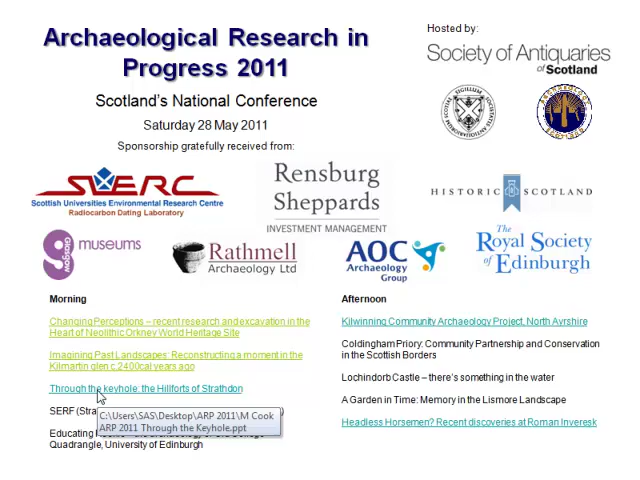 Archaeological Research in
Progress 2011
Scotland's National Conference
Saturday 28 May 2011
Sponsorship gratefully received from:
Hosted by:
Society of Antiquaries
of Scotland
SUERC
Scottish Universities Environmental Research Centre
Radiocarbon Dating Laboratory
Rensburg
Sheppards
INVESTMENT MANAGEMENT
HISTORIC SCOTLAND
Glasgow
museums
Rathmell
Archaeology Ltd
AOC
Archaeology
Group
The
Royal Society
of Edinburgh
Morning
Changing Perceptions – recent research and excavation in the
Heart of Neolithic Orkney World Heritage Site
Imagining Past Landscapes: Reconstructing a moment in the
Kilmartin glen c.2400cal years ago
Through the keyhole: the Hillforts of Strathdon
SERF (Stra
C:\Users\SAS\Desktop\ARP 2011\M Cook
ARP 2011 Through the Keyhole.ppt
Educating
Quadrangle, University of Edinburgh
Afternoon
Kilwinning Community Archaeology Project, North Ayrshire
Coldingham Priory: Community Partnership and Conservation
in the Scottish Borders
Lochindorb Castle – there's something in the water
A Garden in Time: Memory in the Lismore Landscape
Headless Horsemen? Recent discoveries at Roman Inveresk